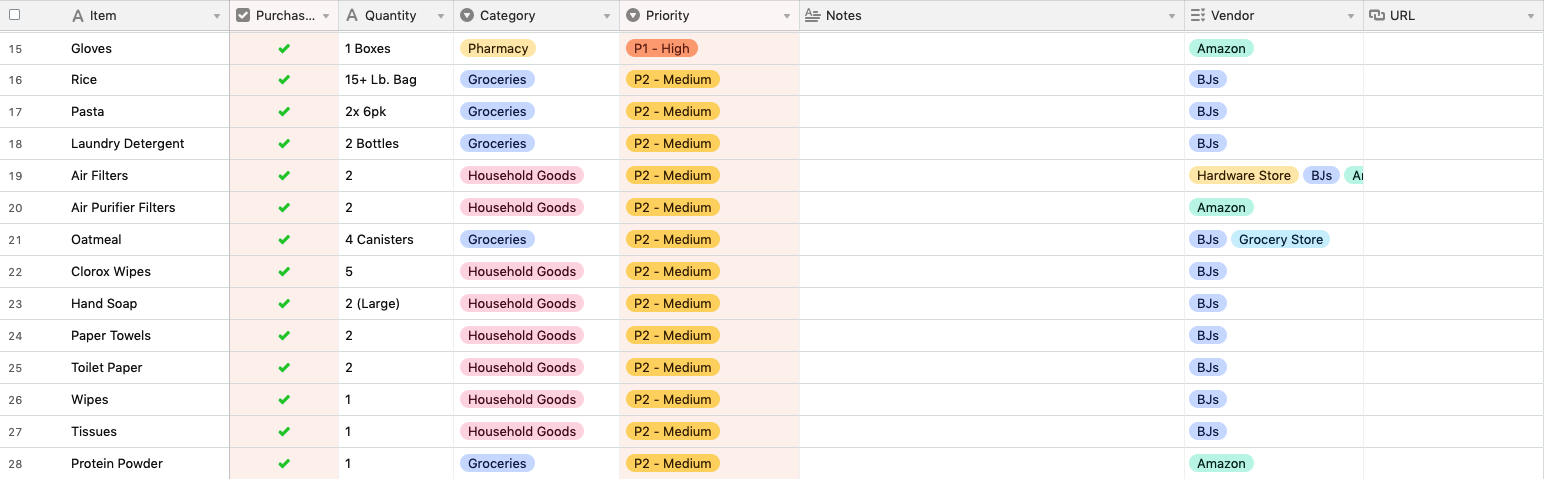 Item Purchas... Quantity Category Priority Notes Vendor URL
15 Gloves 1 Boxes Pharmacy P1 - High Amazon
16 Rice 15+ Lb. Bag Groceries P2 - Medium BJs
17 Pasta 2x 6pk Groceries P2 - Medium BJs
18 Laundry Detergent 2 Bottles Groceries P2 - Medium BJs
19 Air Filters 2 Household Goods P2 - Medium Hardware Store BJs
20 Air Purifier Filters 2 Household Goods P2 - Medium Amazon
21 Oatmeal 4 Canisters Groceries P2 - Medium BJs Grocery Store
22 Clorox Wipes 5 Household Goods P2 - Medium BJs
23 Hand Soap 2 (Large) Household Goods P2 - Medium BJs
24 Paper Towels 2 Household Goods P2 - Medium BJs
25 Toilet Paper 2 Household Goods P2 - Medium BJs
26 Wipes 1 Household Goods P2 - Medium BJs
27 Tissues 1 Household Goods P2 - Medium BJs
28 Protein Powder 1 Groceries P2 - Medium Amazon